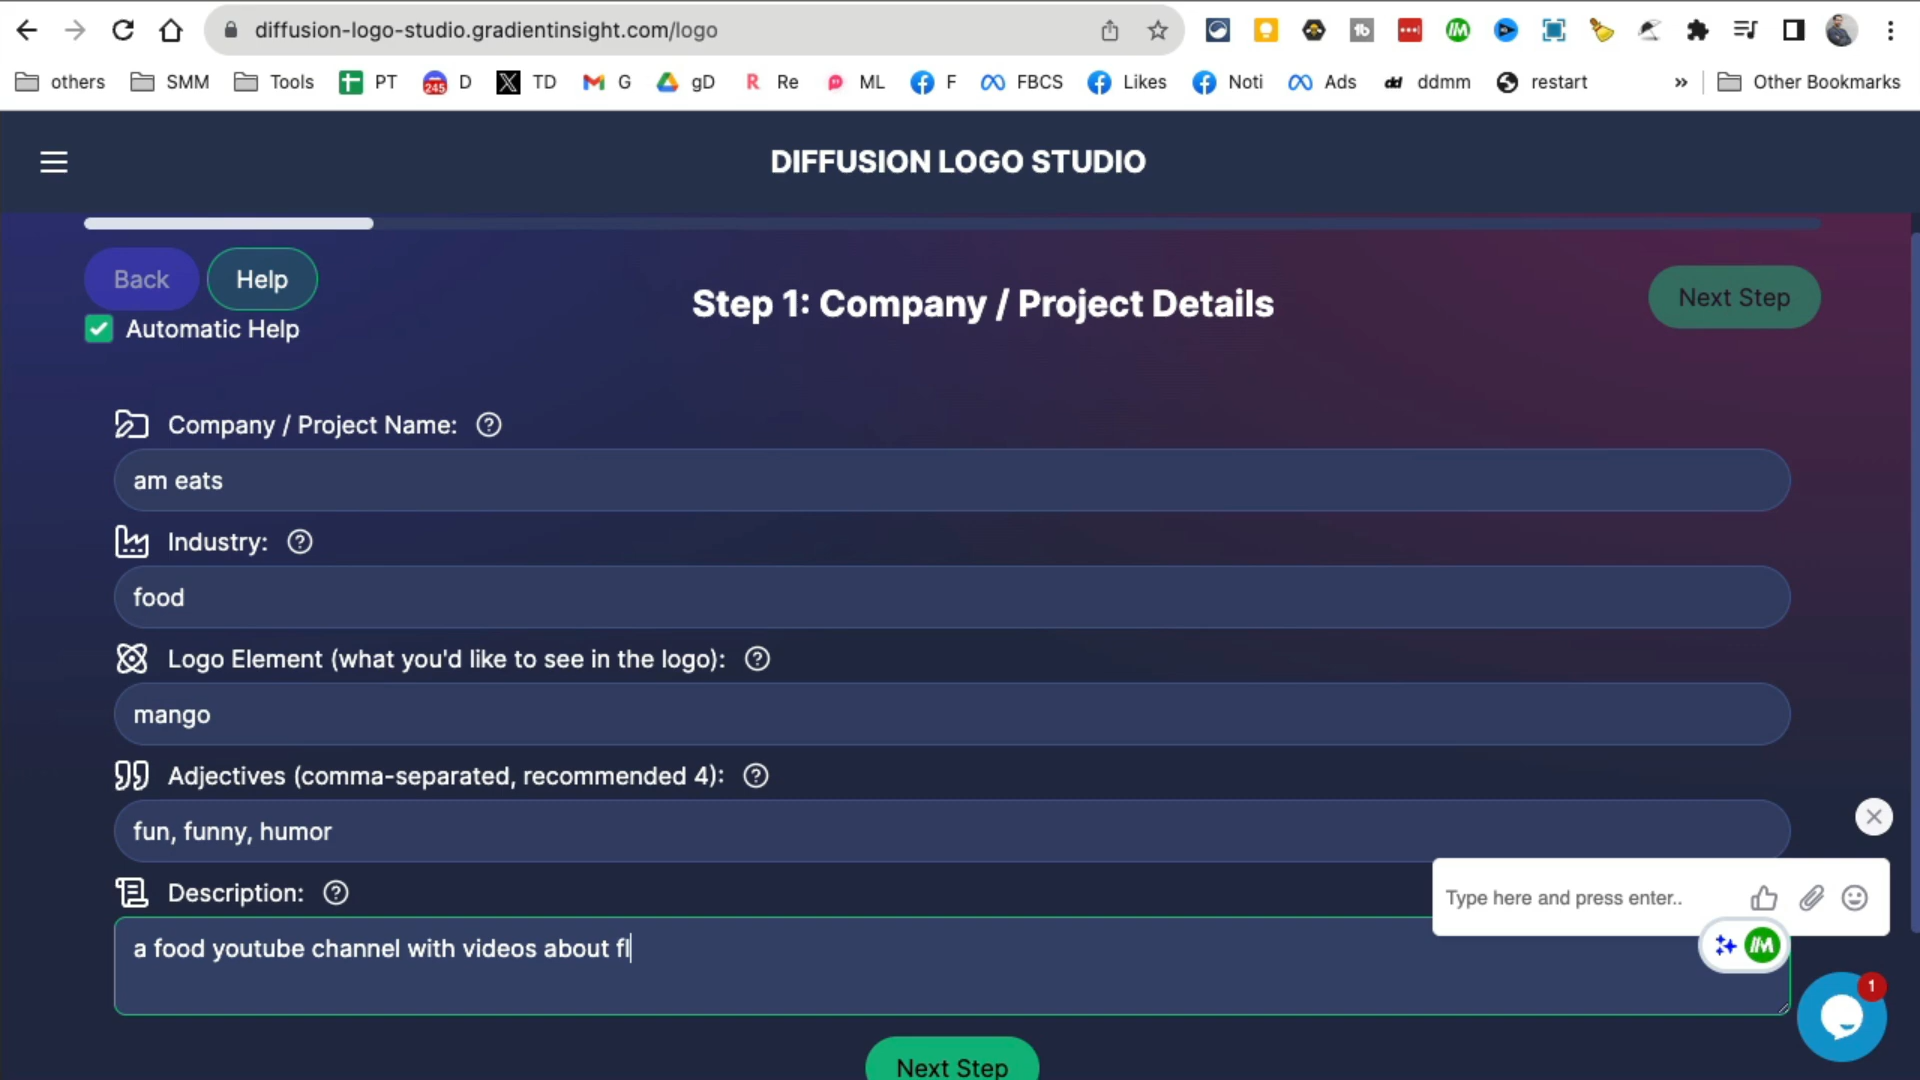 diffusion-logo-studio.gradientinsight.com/logo
others SMM Tools PT 245 D TD G gD R Re ML F FBCS Likes Noti Ads dd ddmm restart » Other Bookmarks
DIFFUSION LOGO STUDIO
Back Help
Step 1: Company / Project Details
Next Step
Automatic Help
Company / Project Name: ?
am eats
Industry: ?
food
Logo Element (what you'd like to see in the logo): ?
mango
Adjectives (comma-separated, recommended 4): ?
fun, funny, humor
Description: ?
Type here and press enter..
a food youtube channel with videos about fl
1
Next Step